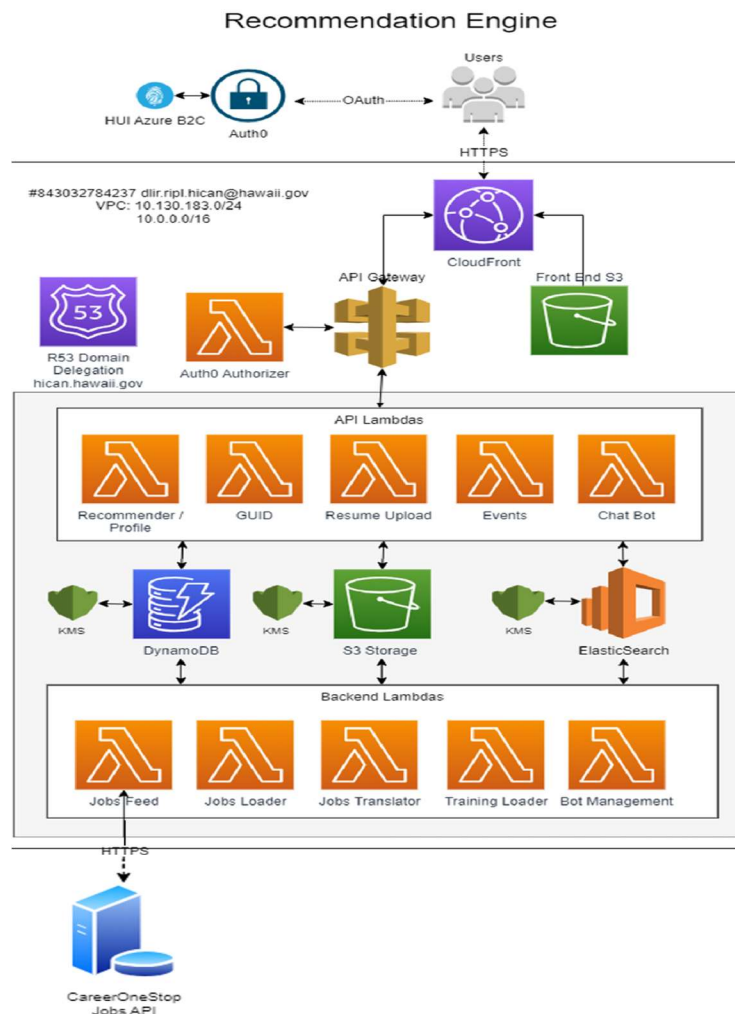 Recommendation Engine
Users
HUI Azure B2C
Auth0
OAuth
HTTPS
#843032784237 dlir.ripl.hican@hawaii.gov
VPC: 10.130.183.0/24
10.0.0.0/16
CloudFront
API Gateway
Front End S3
53
R53 Domain
Delegation
hican.hawaii.gov
Auth0 Authorizer
API Lambdas
Recommender /
Profile
GUID
Resume Upload
Events
Chat Bot
KMS
DynamoDB
KMS
S3 Storage
KMS
ElasticSearch
Backend Lambdas
Jobs Feed
Jobs Loader
Jobs Translator
Training Loader
Bot Management
HTTPS
CareerOneStop
Jobs API